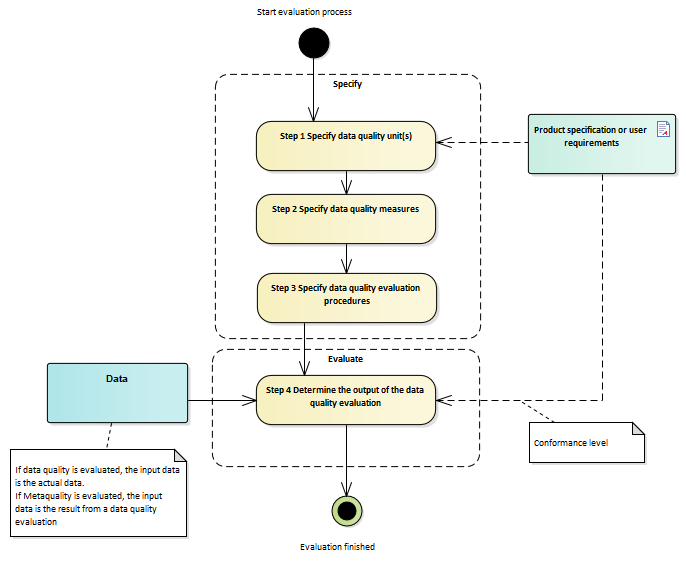 Start evaluation process
Specify
Step 1 Specify data quality unit(s)
Product specification or user
requirements
Step 2 Specify data quality measures
Step 3 Specify data quality evaluation
procedures
Evaluate
Data
Step 4 Determine the output of the data
quality evaluation
Conformance level
If data quality is evaluated, the input data
is the actual data.
If Metaquality is evaluated, the input
data is the result from a data quality
evaluation
Evaluation finished